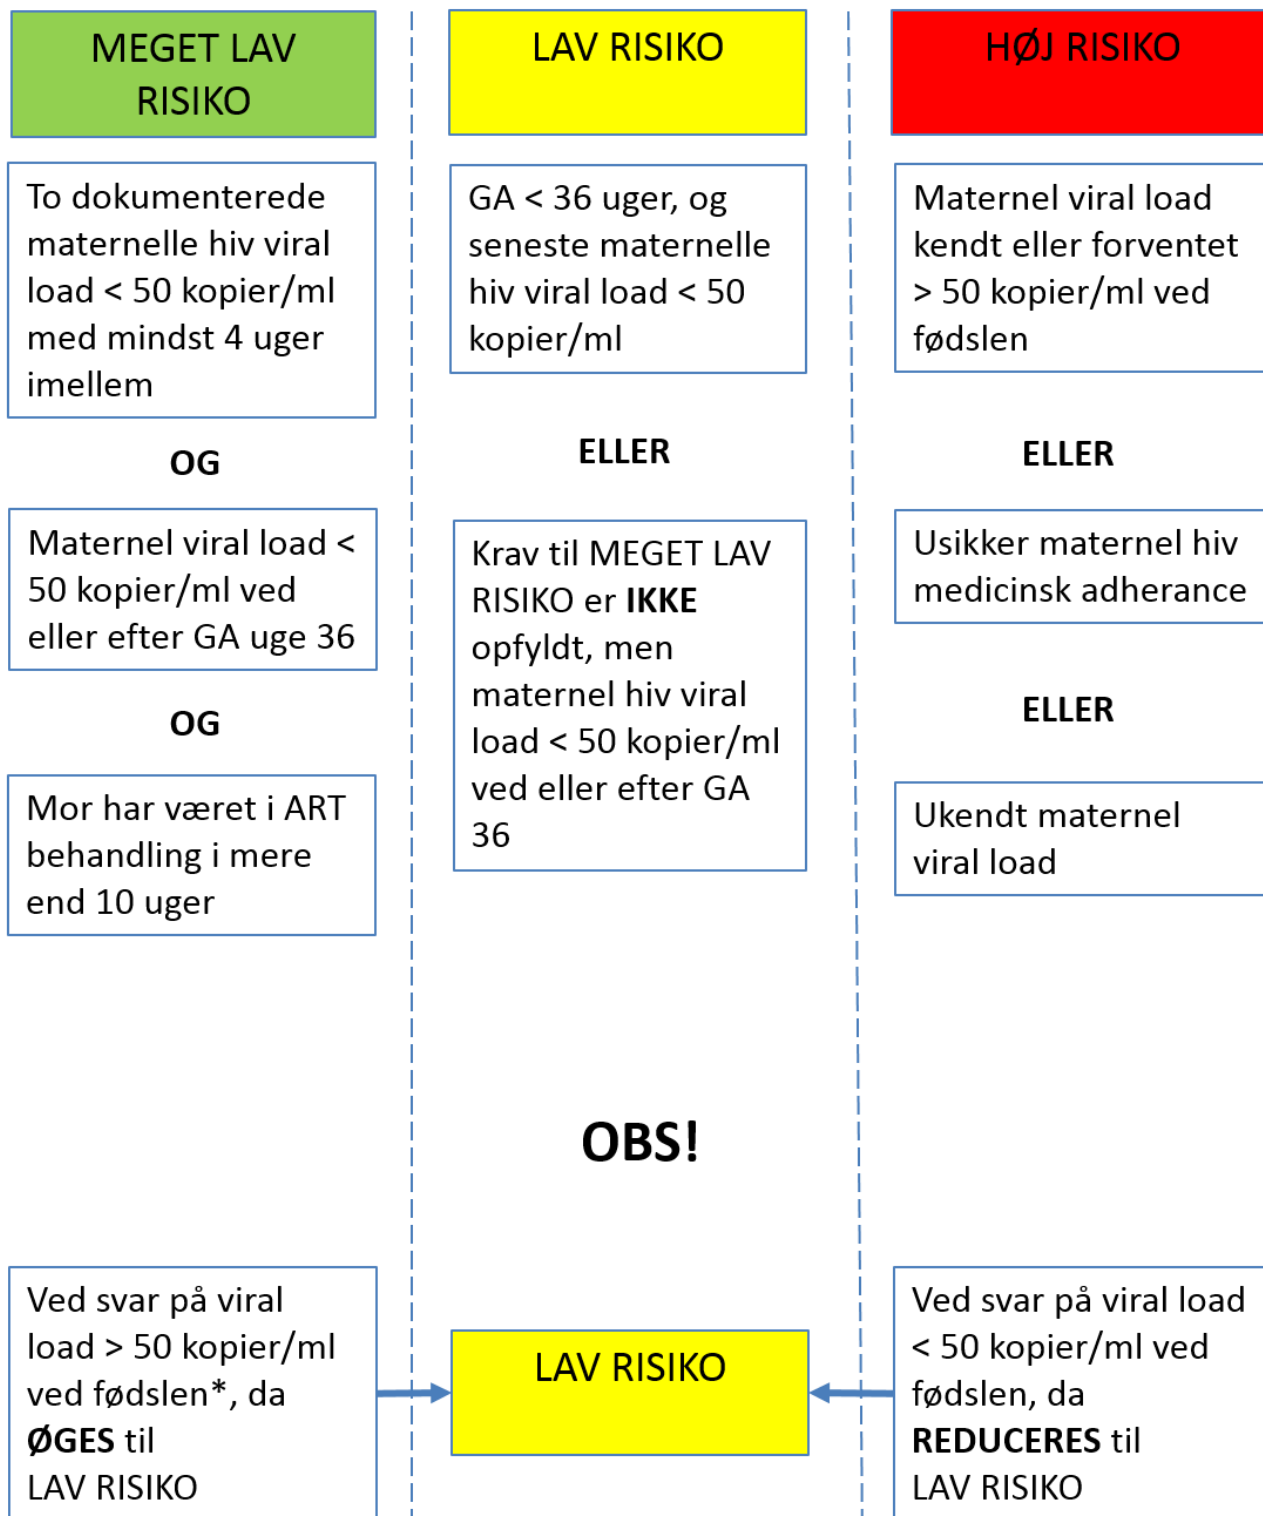 MEGET LAV
RISIKO
To dokumenterede
maternelle hiv viral
load < 50 kopier/ml
med mindst 4 uger
imellem
OG
Maternel viral load <
50 kopier/ml ved
eller efter GA uge 36
OG
Mor har været i ART
behandling i mere
end 10 uger
LAV RISIKO
GA < 36 uger, og
seneste maternelle
hiv viral load < 50
kopier/ml
ELLER
Krav til MEGET LAV
RISIKO er IKKE
opfyldt, men
maternel hiv viral
load < 50 kopier/ml
ved eller efter GA
36
HØJ RISIKO
Maternel viral load
kendt eller forventet
> 50 kopier/ml ved
fødslen
ELLER
Usikker maternel hiv
medicinsk adherance
ELLER
Ukendt maternel
viral load
OBS!
Ved svar på viral
load > 50 kopier/ml
ved fødslen*, da
ØGES til
LAV RISIKO
LAV RISIKO
Ved svar på viral load
< 50 kopier/ml ved
fødslen, da
REDUCERES til
LAV RISIKO